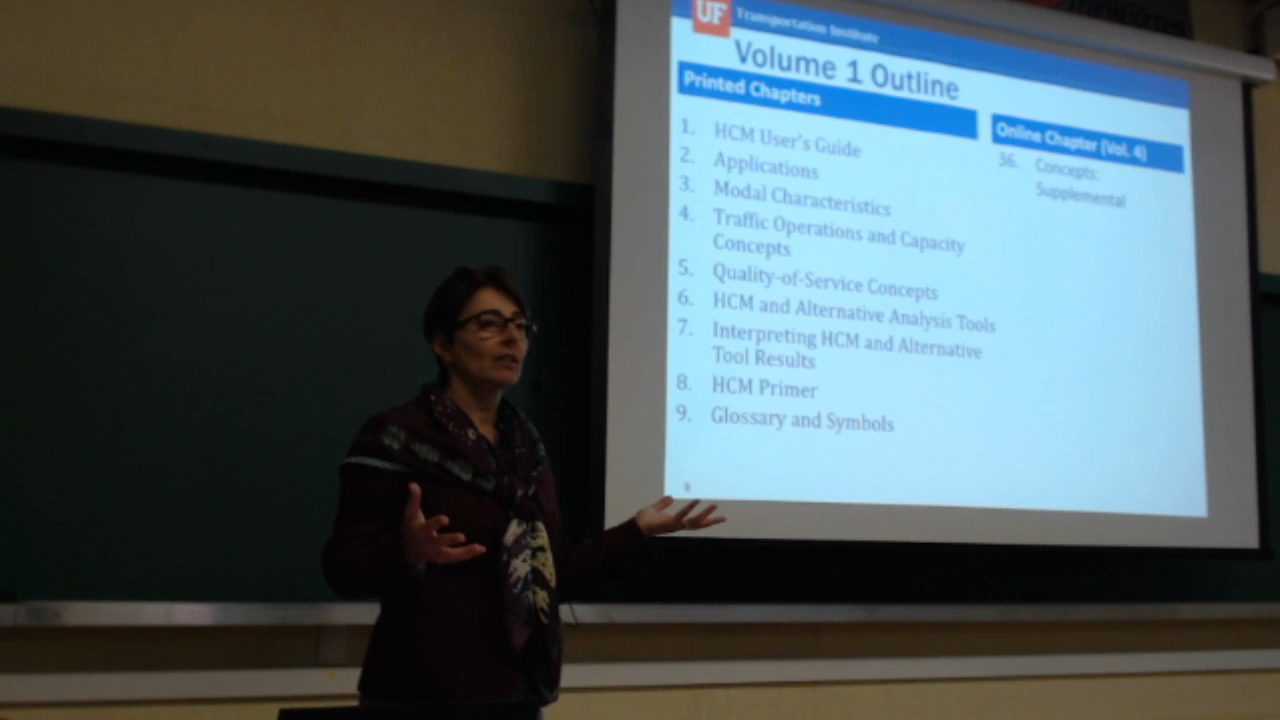 Transportes
UF Transportation Institute
Volume 1 Outline
Printed Chapters
1. HCM User's Guide
2. Applications
3. Modal Characteristics
4. Traffic Operations and Capacity
Concepts
5. Quality-of-Service Concepts
6. HCM and Alternative Analysis Tools
7. Interpreting HCM and Alternative
Tool Results
8. HCM Primer
9. Glossary and Symbols
Online Chapter (Vol. 4)
36. Concepts:
Supplemental